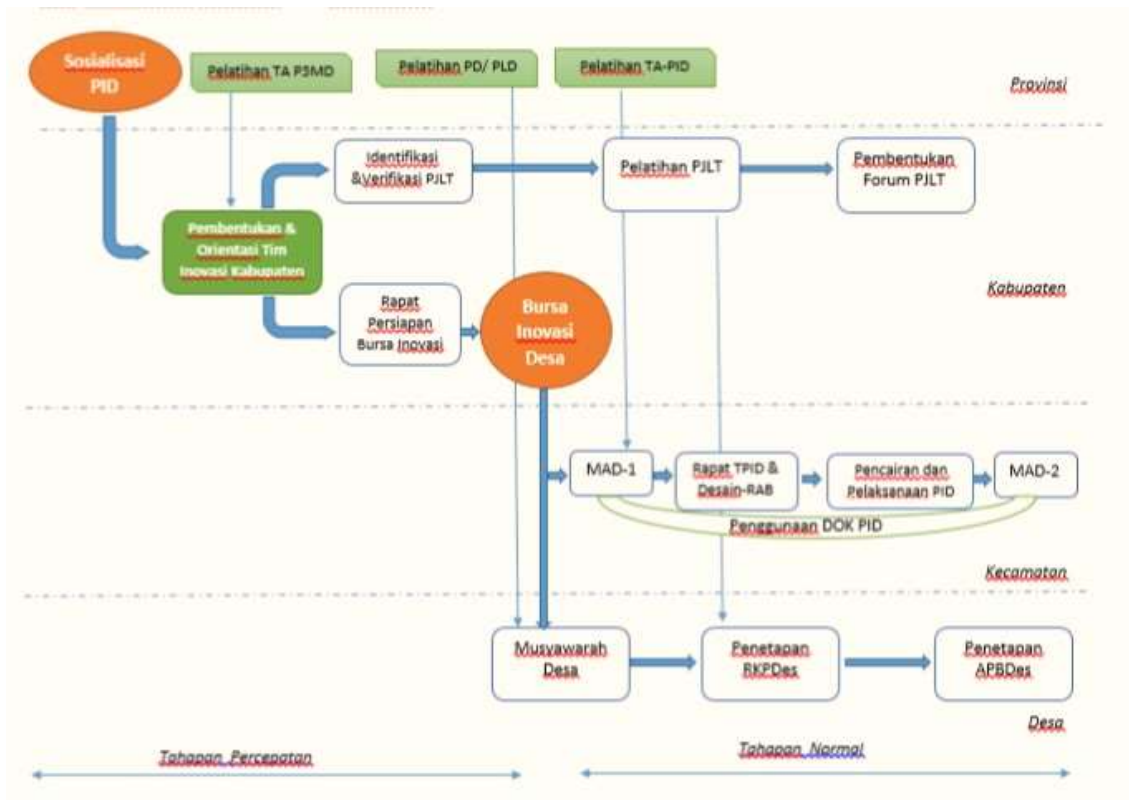 Sosialisasi
PID
Pelatihan TA PSMD
Pelatihan PD/ PLD
Pelatihan TA-PID
Provinsi
Identifikasi
&Verifikasi PJLT
Pelatihan PJLT
Pembentukan
Forum PJLT
Pembentukan &
Orientasi Tim
Inovasi Kabupaten
Kabupaten
Rapat
Persiapan
Bursa Inovasi
Bursa
Inovasi
Desa
MAD-1
Rapat TPID &
Desain-RAB
Pencairan dan
Pelaksanaan PID
MAD-2
Penggunaan DOK PID
Kecamatan
Musyawarah
Desa
Penetapan
RKPDes
Penetapan
APBDes
Desa
Tahapan Percepatan
Tahapan Normal